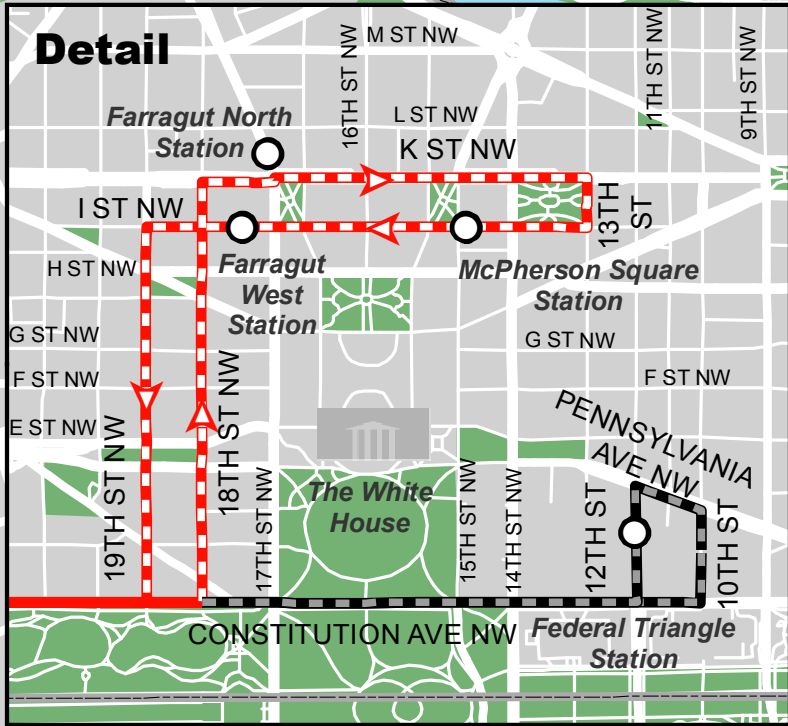 Detail
M ST NW
11TH ST NW
9TH ST NW
16TH ST NW
L ST NW
Farragut North
Station
K ST NW
I ST NW
13TH
ST
H ST NW
Farragut
West
Station
McPherson Square
Station
G ST NW
G ST NW
F ST NW
F ST NW
E ST NW
PENNSYLVANIA
AVE NW
19TH ST NW
18TH ST NW
17TH ST NW
The White
House
15TH ST NW
14TH ST NW
12TH ST
10TH ST
CONSTITUTION AVE NW
Federal Triangle
Station